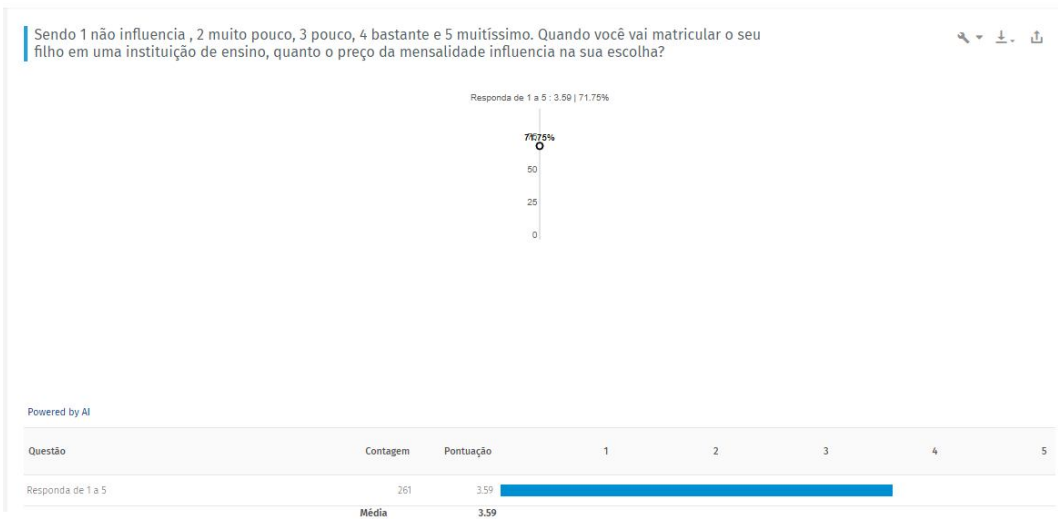 Sendo 1 não influencia , 2 muito pouco, 3 pouco, 4 bastante e 5 muitíssimo. Quando você vai matricular o seu
filho em uma instituição de ensino, quanto o preço da mensalidade influencia na sua escolha?
Responda de 1 a 5 : 3.59 | 71.75%
71.75%
50
25
0
Powered by AI
Questão Contagem Pontuação 1 2 3 4 5
Responda de 1 a 5 261 3.59
Média 3.59